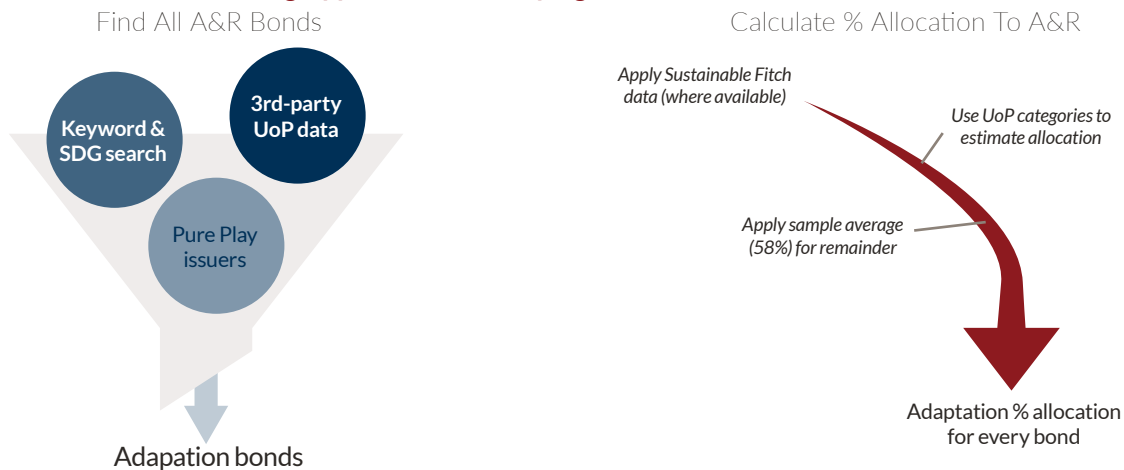 Find All A&R Bonds
Keyword &
SDG search
3rd-party
UoP data
Pure Play
issuers
Adapation bonds
Calculate % Allocation To A&R
Apply Sustainable Fitch
data (where available)
Use UoP categories to
estimate allocation
Apply sample average
(58%) for remainder
Adaptation % allocation
for every bond